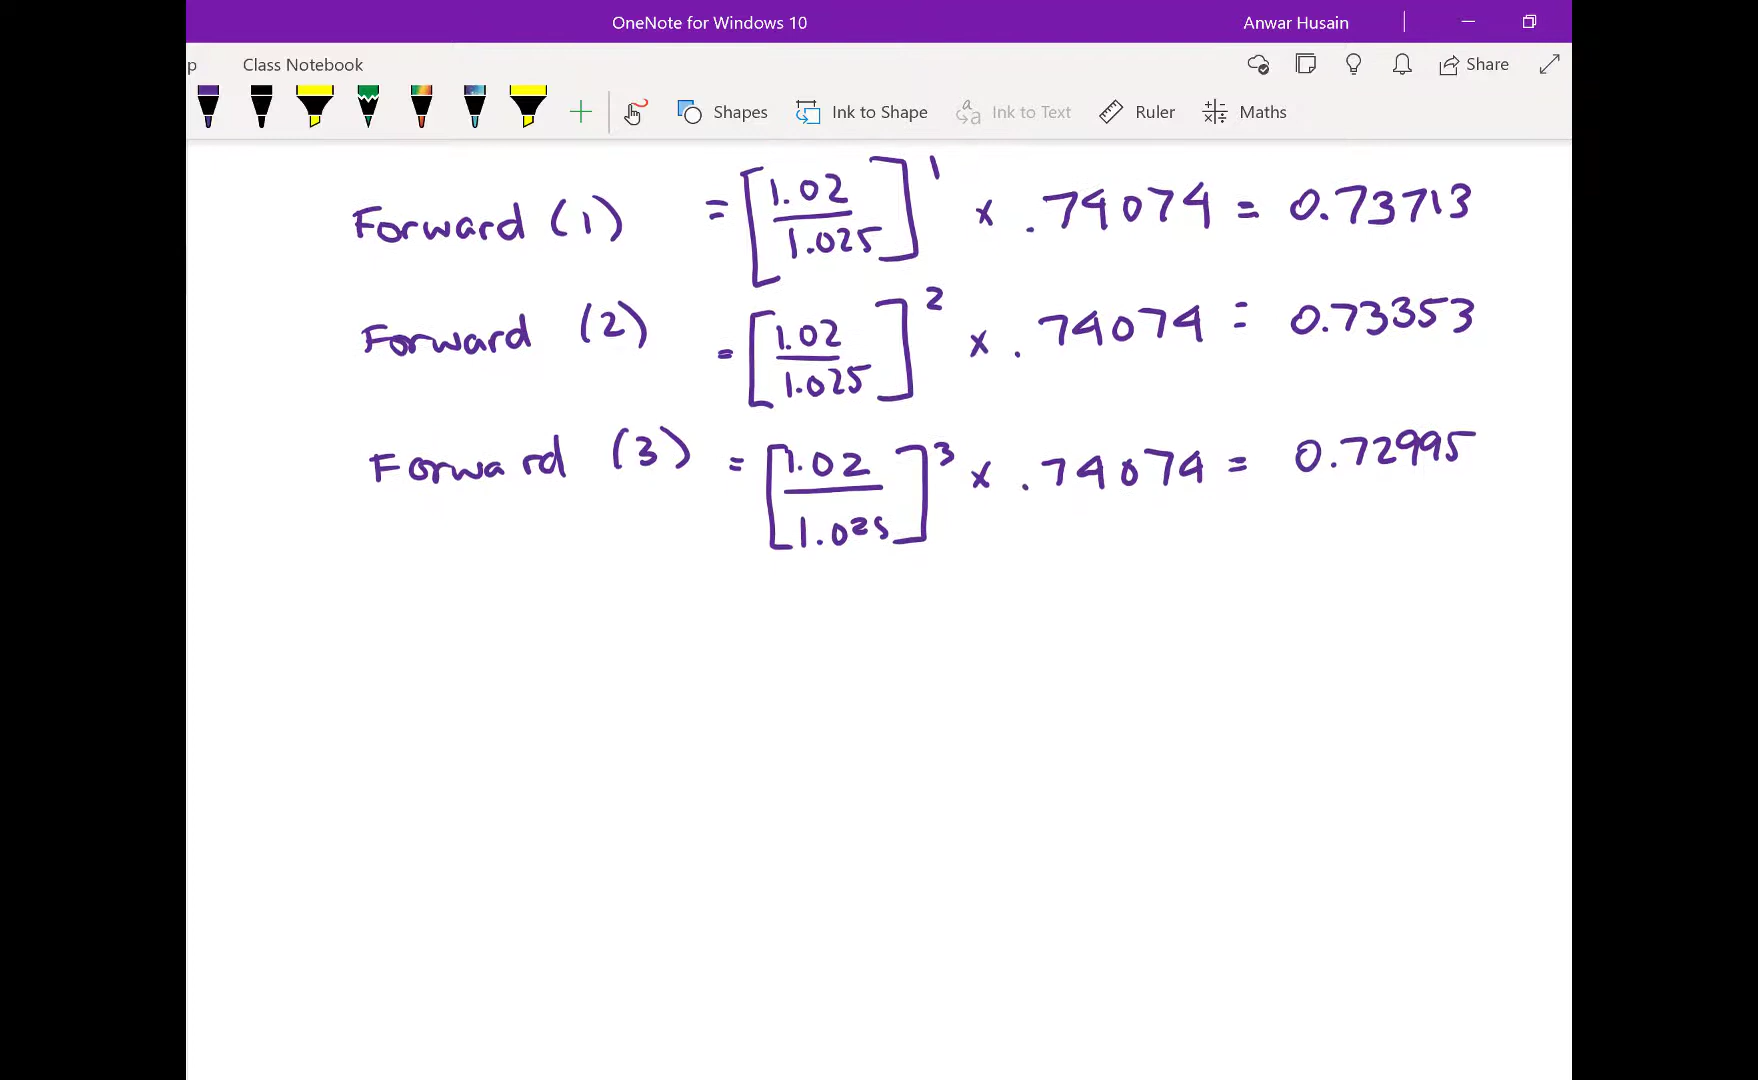 OneNote for Windows 10 Anwar Husain
p Class Notebook Share
Shapes Ink to Shape Ink to Text Ruler Maths
Forward (1) = [1.02/1.025]^1 x .74074 = 0.73713
Forward (2) = [1.02/1.025]^2 x .74074 = 0.73353
Forward (3) = [1.02/1.025]^3 x .74074 = 0.72995